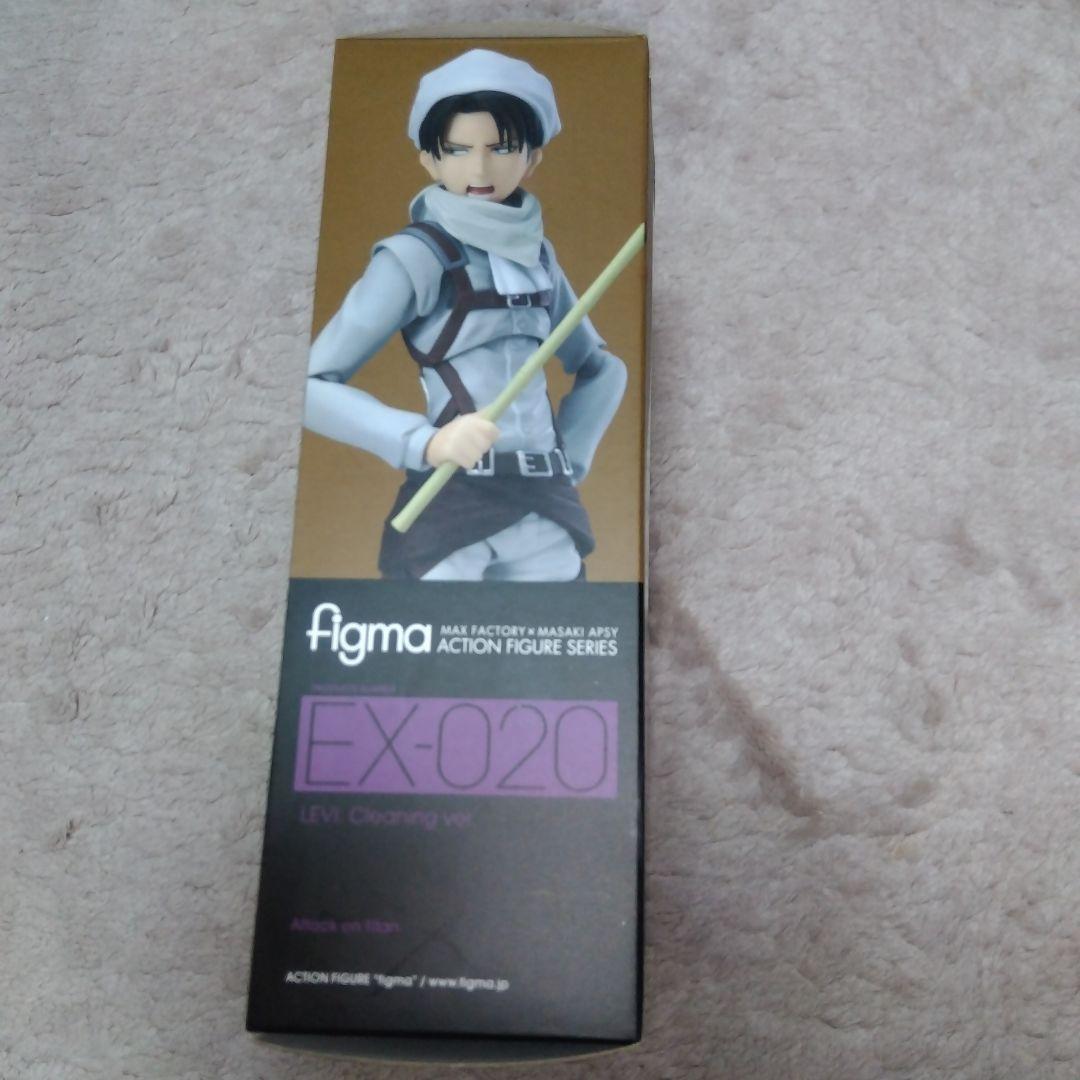 figma
MAX FACTORY × MASAKI APSY
ACTION FIGURE SERIES
EX-020
LEVI: Cleaning ver.
Attack on Titan
ACTION FIGURE "figma" / www.figma.jp